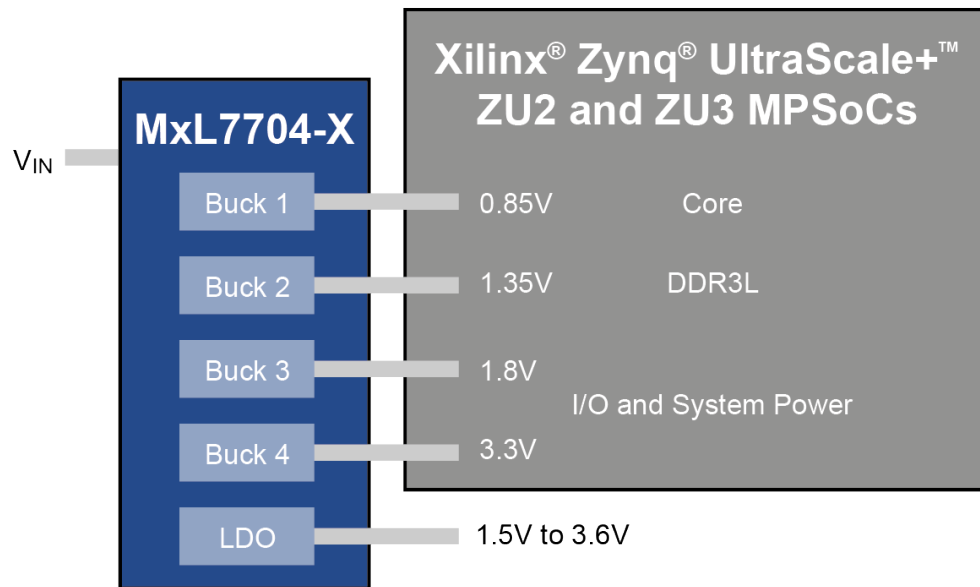 Xilinx® Zynq® UltraScale+™
ZU2 and ZU3 MPSoCs
MxL7704-X
VIN
Buck 1
0.85V
Core
Buck 2
1.35V
DDR3L
Buck 3
1.8V
I/O and System Power
Buck 4
3.3V
LDO
1.5V to 3.6V